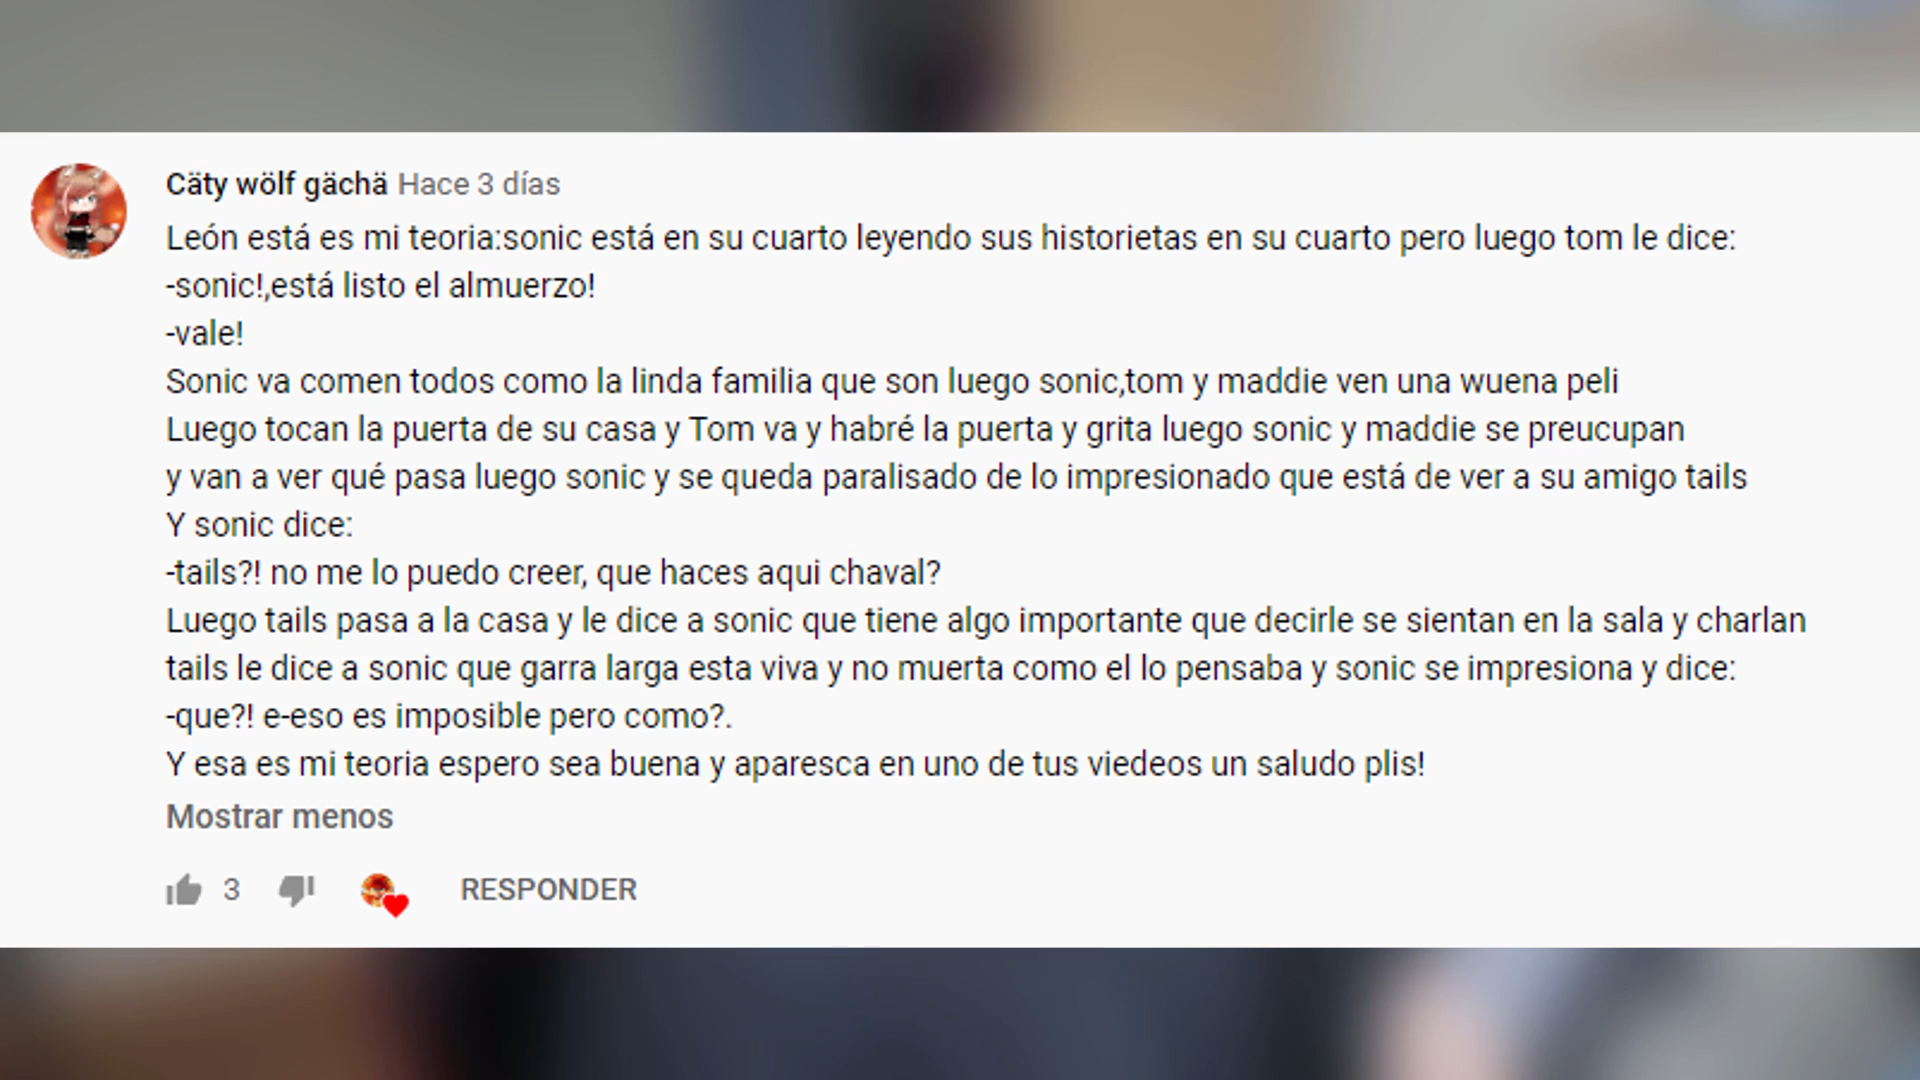 Cäty wölf gächä Hace 3 días
León está es mi teoria:sonic está en su cuarto leyendo sus historietas en su cuarto pero luego tom le dice:
-sonic!,está listo el almuerzo!
-vale!
Sonic va comen todos como la linda familia que son luego sonic,tom y maddie ven una wuena peli
Luego tocan la puerta de su casa y Tom va y habré la puerta y grita luego sonic y maddie se preucupan
y van a ver qué pasa luego sonic y se queda paralisado de lo impresionado que está de ver a su amigo tails
Y sonic dice:
-tails?! no me lo puedo creer, que haces aqui chaval?
Luego tails pasa a la casa y le dice a sonic que tiene algo importante que decirle se sientan en la sala y charlan
tails le dice a sonic que garra larga esta viva y no muerta como el lo pensaba y sonic se impresiona y dice:
-que?! e-eso es imposible pero como?.
Y esa es mi teoria espero sea buena y aparesca en uno de tus viedeos un saludo plis!
Mostrar menos
3 RESPONDER